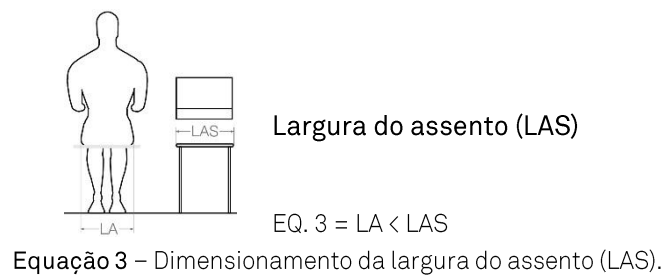 LAS
Largura do assento (LAS)
LA
EQ. 3 = LA < LAS
Equação 3 – Dimensionamento da largura do assento (LAS).